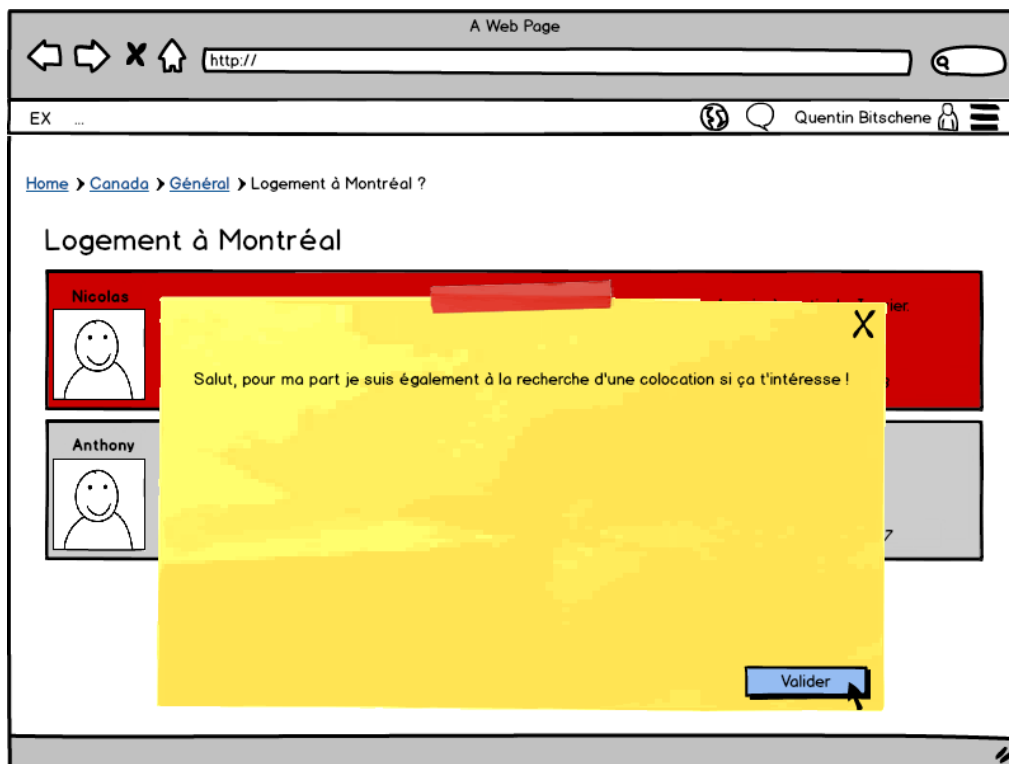 A Web Page
http://
EX ... Quentin Bitschene
Home > Canada > Général > Logement à Montréal ?
Logement à Montréal
Nicolas
X
Salut, pour ma part je suis également à la recherche d'une colocation si ça t'intéresse !
Anthony
Valider